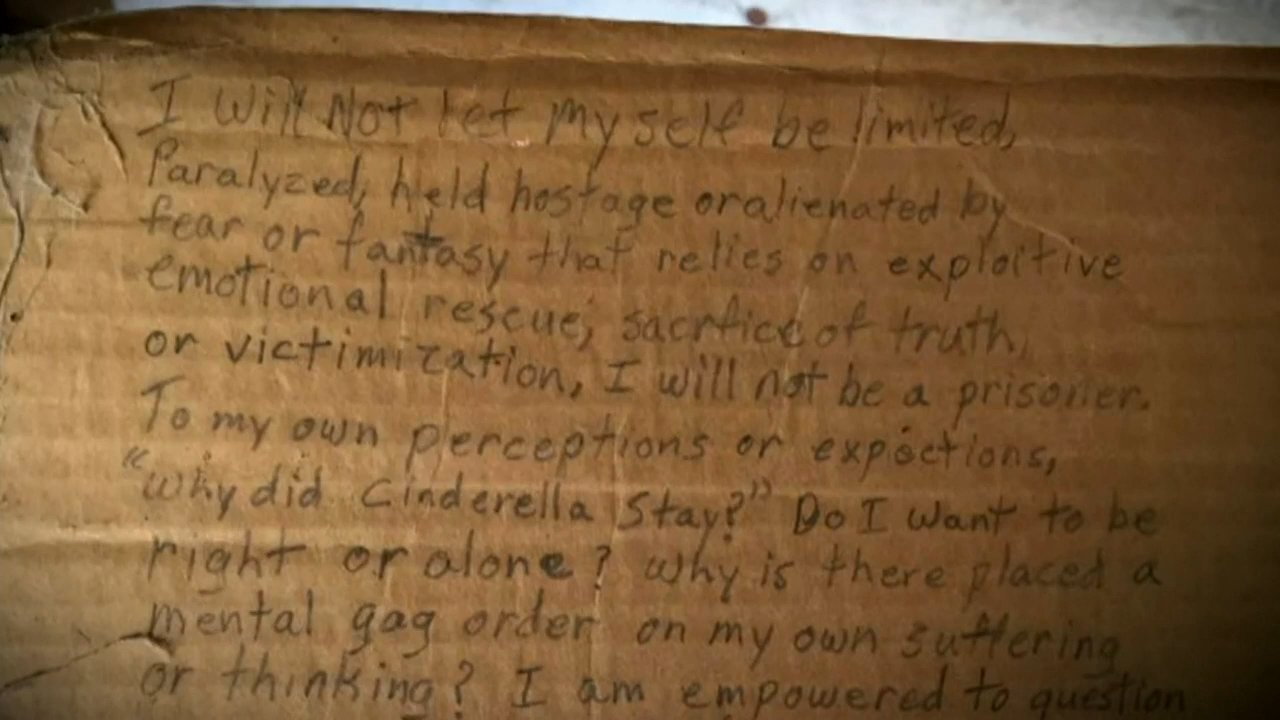 I Will Not let My self be limited,
Paralyzed, held hostage or alienated by
fear or fantasy that relies on exploitive
emotional rescue, sacrfice of truth,
or victimization, I will not be a prisoner.
To my own perceptions or expections,
"Why did Cinderella Stay?" Do I want to be
right or alone? Why is there placed a
mental gag order on my own suffering
or thinking? I am empowered to question